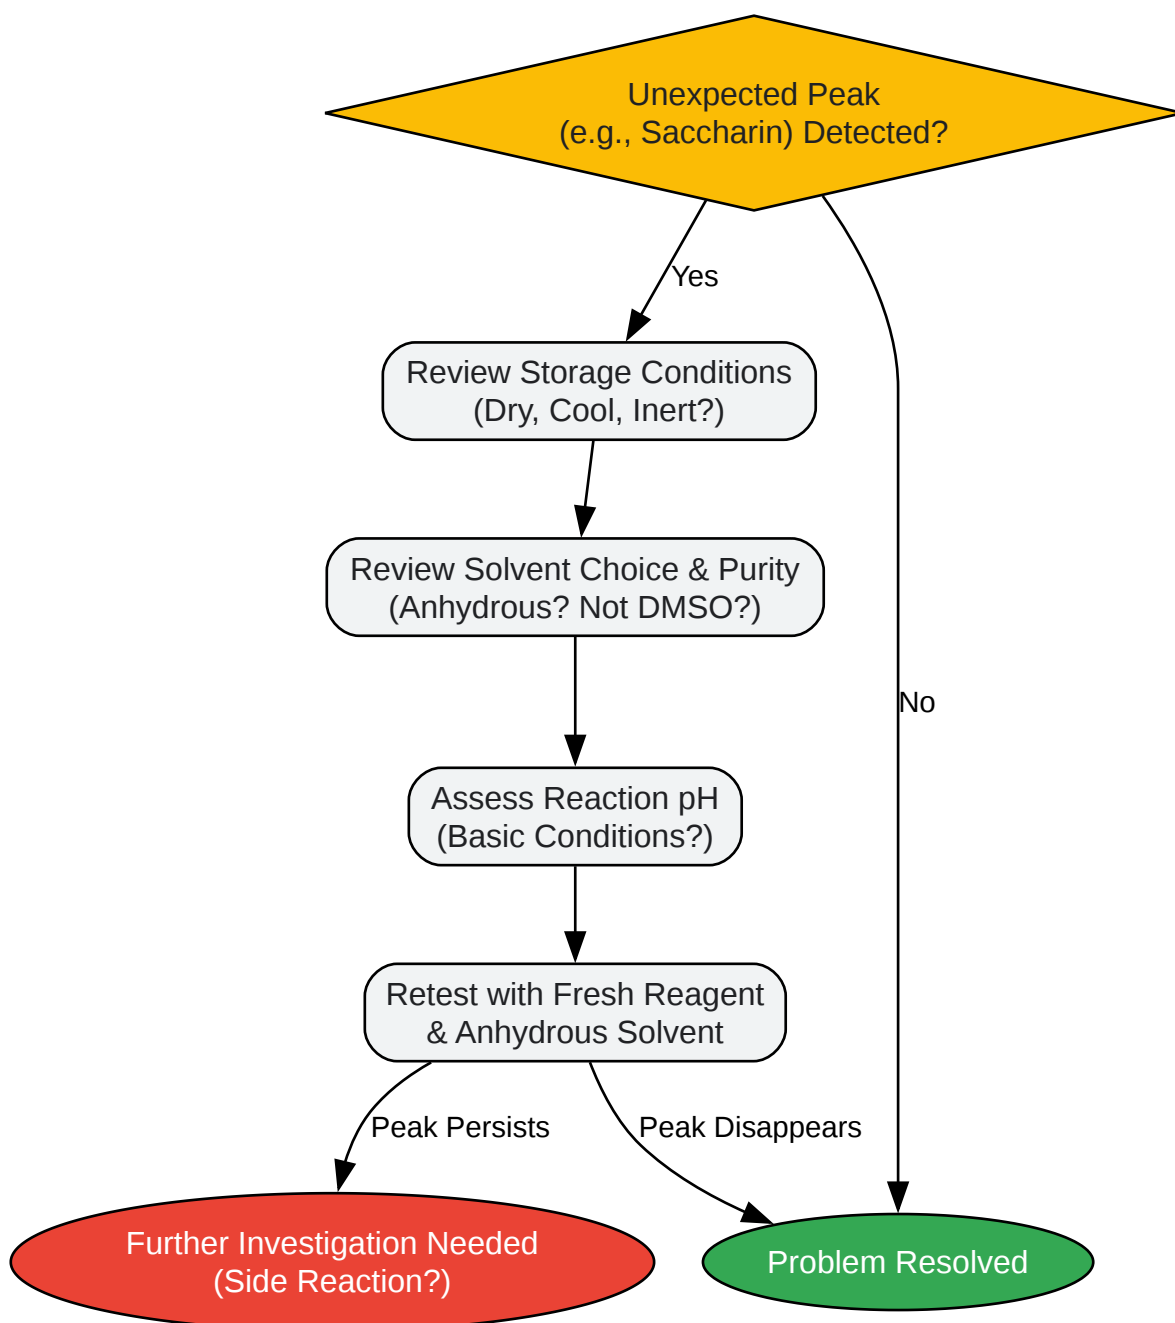 Unexpected Peak
(e.g., Saccharin) Detected?
Yes
Review Storage Conditions
(Dry, Cool, Inert?)
Review Solvent Choice & Purity
(Anhydrous? Not DMSO?)
No
Assess Reaction pH
(Basic Conditions?)
Retest with Fresh Reagent
& Anhydrous Solvent
Peak Persists
Peak Disappears
Further Investigation Needed
(Side Reaction?)
Problem Resolved